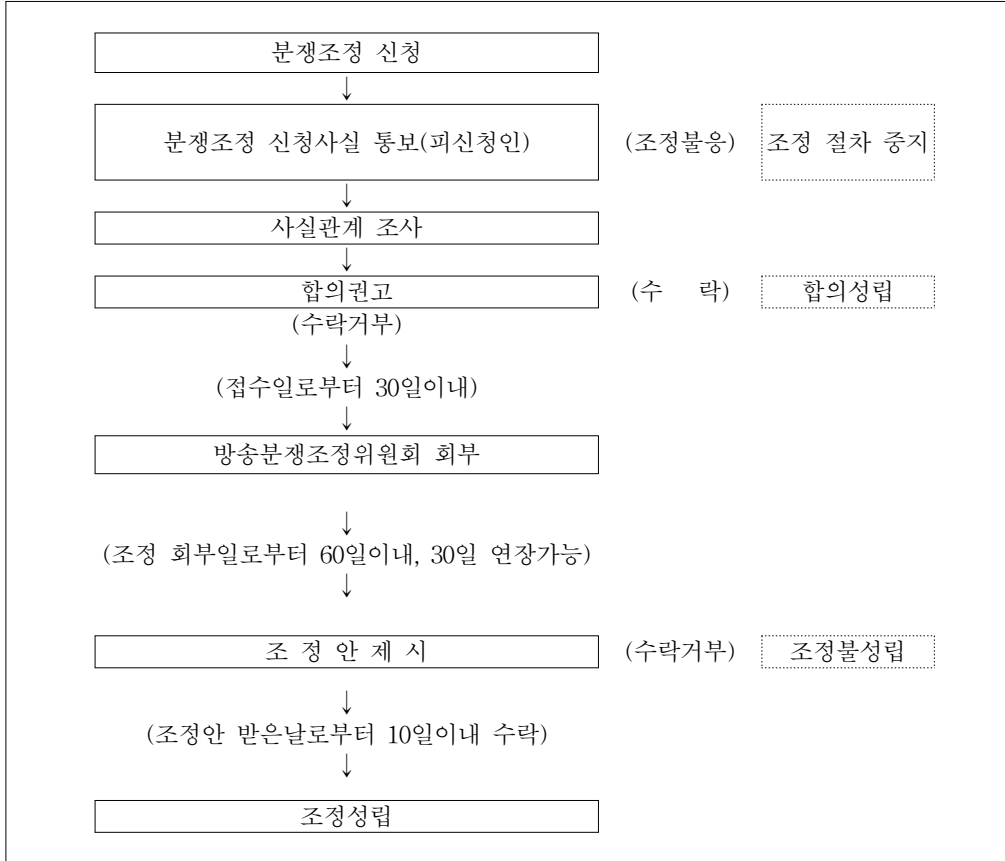 분쟁조정 신청
↓
분쟁조정 신청사실 통보(피신청인) (조정불응) 조정 절차 중지
↓
사실관계 조사
↓
합의권고 (수 락) 합의성립
(수락거부)
↓
(접수일로부터 30일이내)
↓
방송분쟁조정위원회 회부
↓
(조정 회부일로부터 60일이내, 30일 연장가능)
↓
조 정 안 제 시 (수락거부) 조정불성립
↓
(조정안 받은날로부터 10일이내 수락)
↓
조정성립